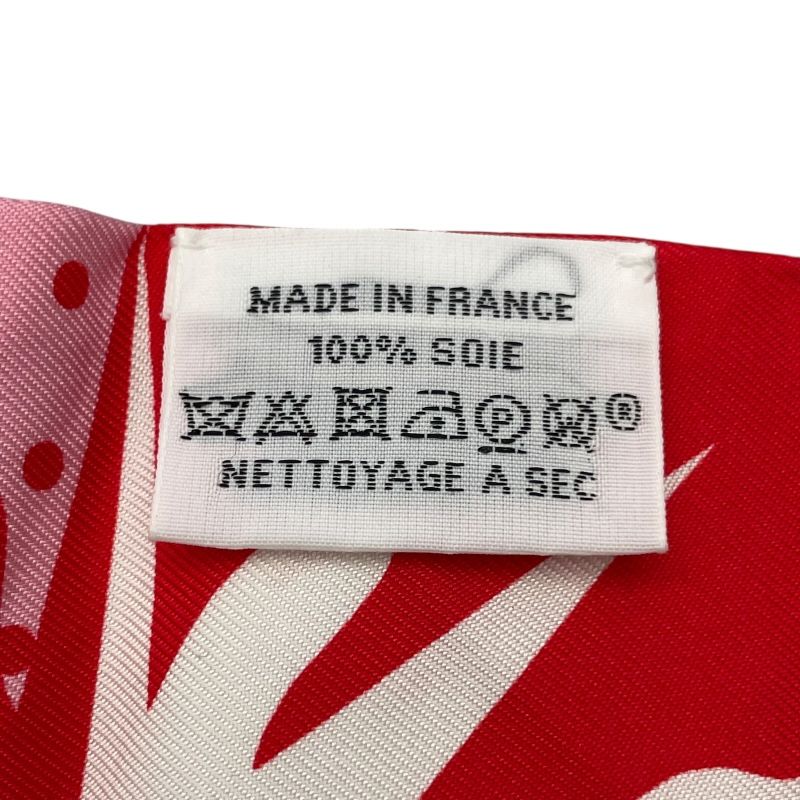 MADE IN FRANCE
100% SOIE
P ®
NETTOYAGE A SEC